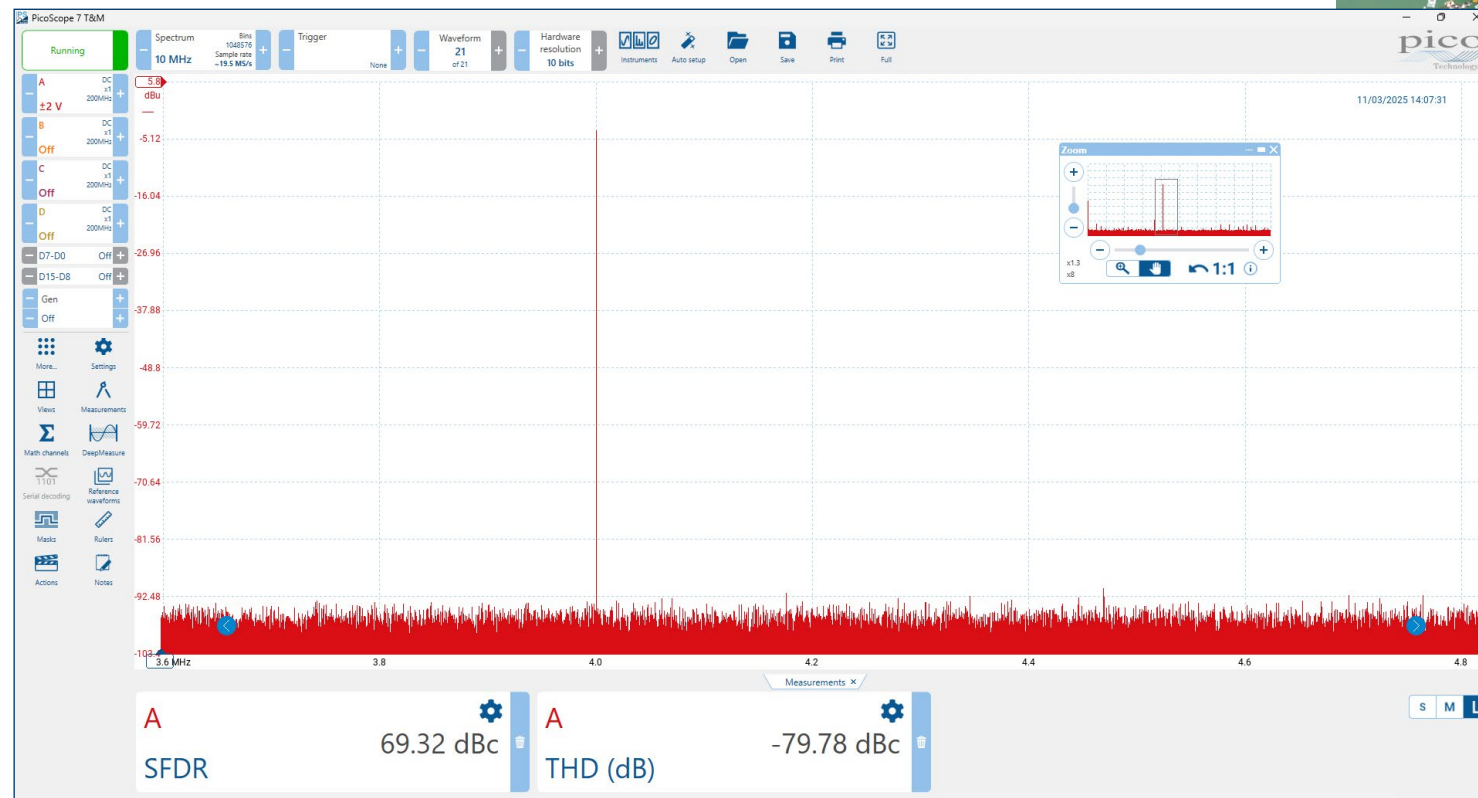 PicoScope 7 T&M
Running
Spectrum
10 MHz
Bins
1048576
Sample rate
~19.5 MS/s
Trigger
None
Waveform
21
of 21
Hardware
resolution
10 bits
Instruments
Auto setup
Open
Save
Print
Full
pico
Technology
A
±2 V
DC
x1
200MHz
B
Off
DC
x1
200MHz
C
Off
DC
x1
200MHz
D
Off
DC
x1
200MHz
D7-D0 Off
D15-D8 Off
Gen
Off
More...
Settings
Views
Measurements
Math channels
DeepMeasure
1101
Serial decoding
Reference
waveforms
Masks
Rulers
Actions
Notes
5.8
dBu
-5.12
-16.04
-26.96
-37.88
-48.8
-59.72
-70.64
-81.56
-92.48
-103.4
11/03/2025 14:07:31
Zoom
x1.3
x8
1:1
3.6 MHz
3.8
4.0
4.2
4.4
4.6
4.8
Measurements ×
A
SFDR
69.32 dBc
A
THD (dB)
-79.78 dBc
S M L